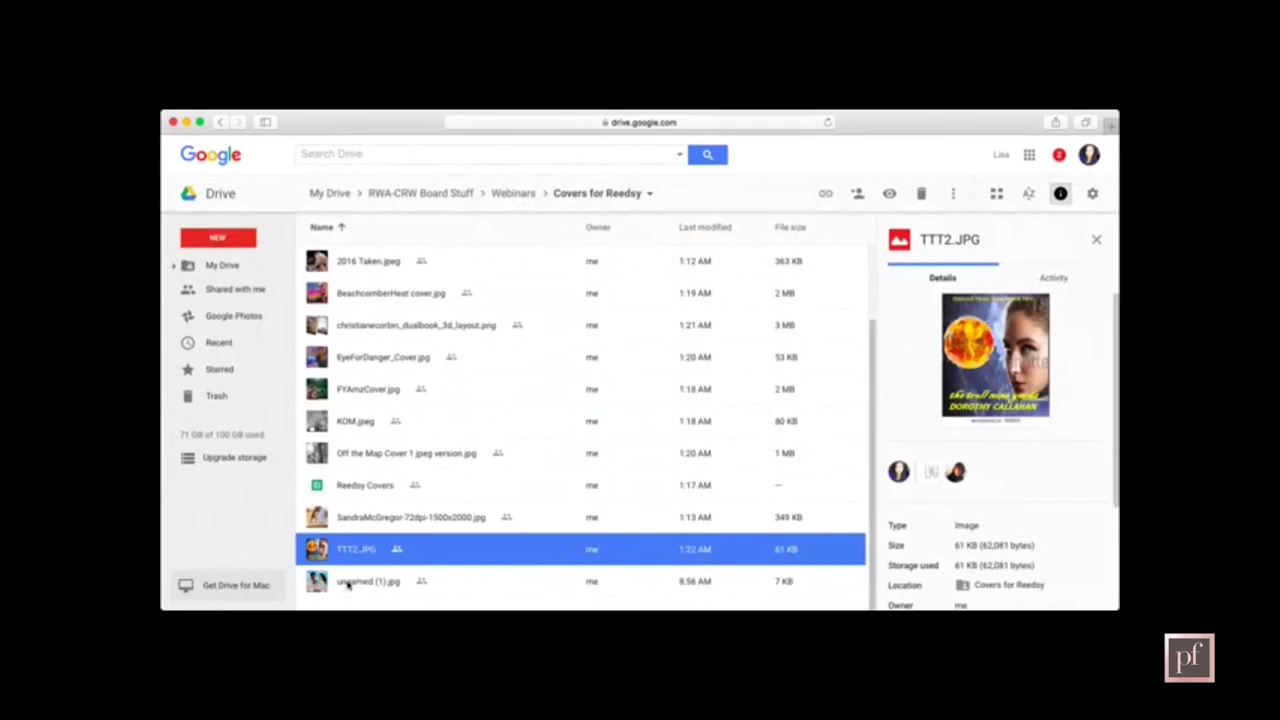 drive.google.com
Google
Search Drive
Lisa
2
Drive
My Drive > RWA-CRW Board Stuff > Webinars > Covers for Reedsy
NEW
My Drive
Shared with me
Google Photos
Recent
Starred
Trash
71 GB of 100 GB used
Upgrade storage
Get Drive for Mac
Name Owner Last modified File size
2016 Taken.jpeg me 1:12 AM 363 KB
BeachcomberHeat cover.jpg me 1:19 AM 2 MB
christianecorbin_dualbook_3d_layout.png me 1:21 AM 3 MB
EyeForDanger_Cover.jpg me 1:20 AM 53 KB
FYAmzCover.jpg me 1:18 AM 2 MB
KOM.jpeg me 1:18 AM 80 KB
Off the Map Cover 1 jpeg version.jpg me 1:20 AM 1 MB
Reedsy Covers me 1:17 AM —
SandraMcGregor-72dpi-1500x2000.jpg me 1:13 AM 349 KB
TTT2.JPG me 1:22 AM 61 KB
unnamed (1).jpg me 8:56 AM 7 KB
TTT2.JPG
Details Activity
DOROTHY CALLAHAN
Type Image
Size 61 KB (62,081 bytes)
Storage used 61 KB (62,081 bytes)
Location Covers for Reedsy
Owner me
pf